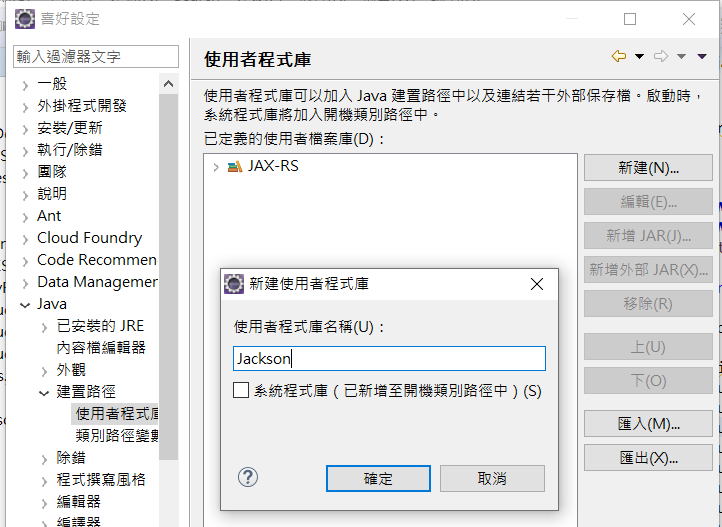 喜好設定
輸入過濾器文字
一般
外掛程式開發
安裝/更新
執行/除錯
團隊
說明
Ant
Cloud Foundry
Code Recommen
Data Managemen
Java
已安裝的 JRE
內容檔編輯器
外觀
建置路徑
使用者程式庫
類別路徑變數
除錯
程式撰寫風格
編輯器
編譯器
使用者程式庫
使用者程式庫可以加入 Java 建置路徑中以及連結若干外部保存檔。啟動時，
系統程式庫將加入開機類別路徑中。
已定義的使用者檔案庫(D)：
JAX-RS
新建(N)...
編輯(E)...
新增 JAR(J)...
新增外部 JAR(X)...
移除(R)
上(U)
下(O)
匯入(M)...
匯出(X)...
新建使用者程式庫
使用者程式庫名稱(U)：
Jackson
系統程式庫（已新增至開機類別路徑中）(S)
確定
取消